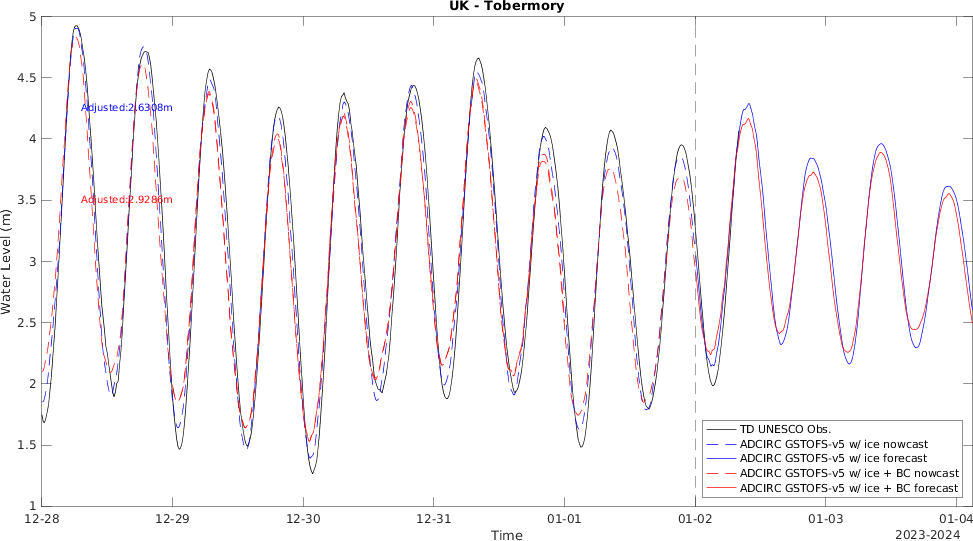 UK - Tobermory
5
4.5
4
3.5
3
2.5
2
1.5
1
Water Level (m)
Adjusted:2.6308m
Adjusted:2.9286m
TD UNESCO Obs.
ADCIRC GSTOFS-v5 w/ ice nowcast
ADCIRC GSTOFS-v5 w/ ice forecast
ADCIRC GSTOFS-v5 w/ ice + BC nowcast
ADCIRC GSTOFS-v5 w/ ice + BC forecast
12-28 12-29 12-30 12-31 01-01 01-02 01-03 01-04
Time
2023-2024